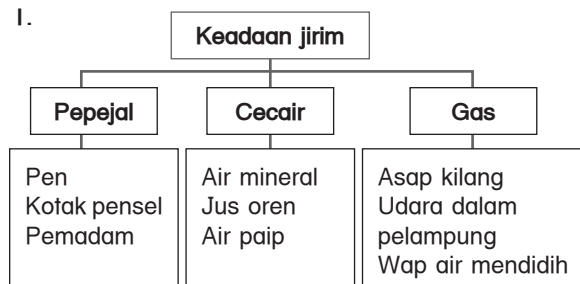 1.
Keadaan jirim
Pepejal
Cecair
Gas
Pen
Kotak pensel
Pemadam
Air mineral
Jus oren
Air paip
Asap kilang
Udara dalam
pelampung
Wap air mendidih